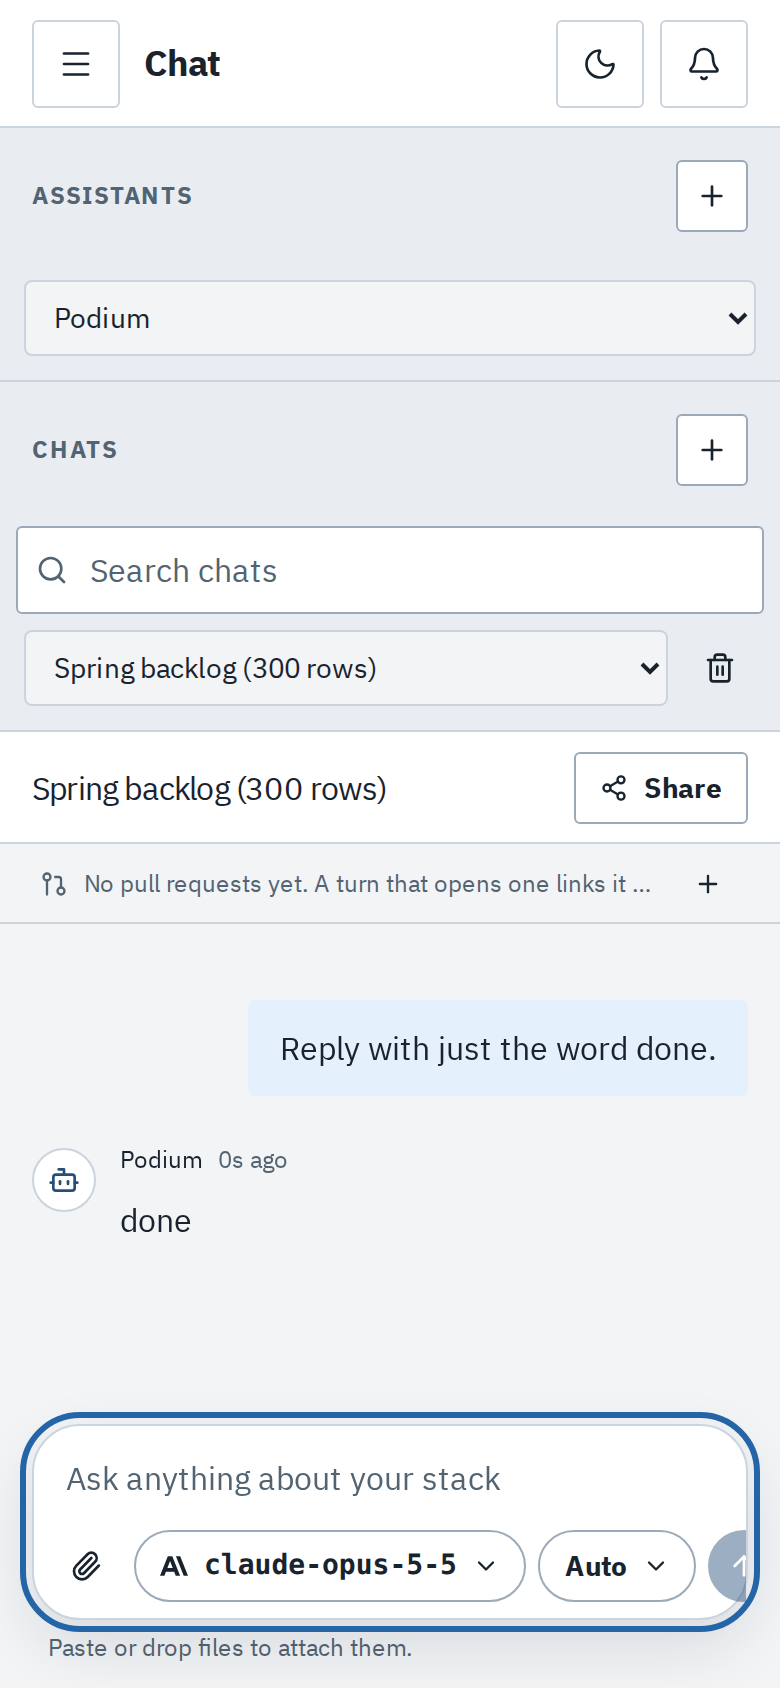 Chat
ASSISTANTS
Podium
CHATS
Search chats
Spring backlog (300 rows)
Spring backlog (300 rows)
Share
No pull requests yet. A turn that opens one links it ...
Reply with just the word done.
Podium 0s ago
done
Ask anything about your stack
claude-opus-5-5
Auto
Paste or drop files to attach them.